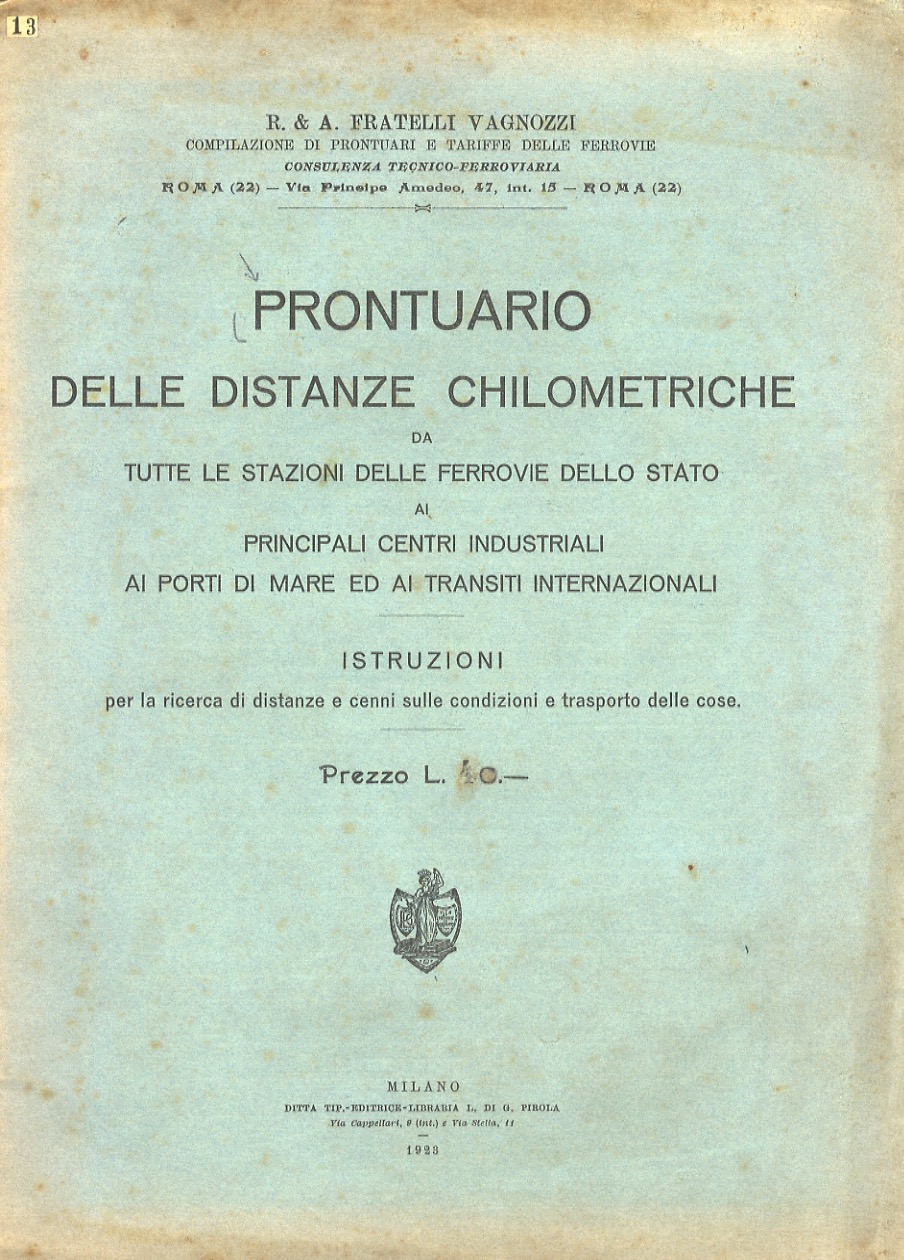 13
R. & A. FRATELLI VAGNOZZI
COMPILAZIONE DI PRONTUARI E TARIFFE DELLE FERROVIE
CONSULENZA TECNICO-FERROVIARIA
ROMA (22) — Via Principe Amedeo, 47, int. 15 — ROMA (22)
PRONTUARIO
DELLE DISTANZE CHILOMETRICHE
DA
TUTTE LE STAZIONI DELLE FERROVIE DELLO STATO
AI
PRINCIPALI CENTRI INDUSTRIALI
AI PORTI DI MARE ED AI TRANSITI INTERNAZIONALI
ISTRUZIONI
per la ricerca di distanze e cenni sulle condizioni e trasporto delle cose.
Prezzo L. 40.—
MILANO
DITTA TIP.-EDITRICE-LIBRARIA L. DI G. PIROLA
Via Cappellari, 9 (int.) e Via Stella, 11
1923